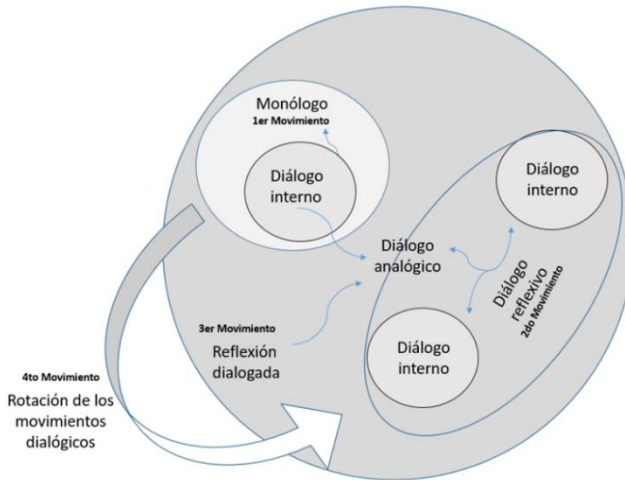 Monólogo
1er Movimiento
Diálogo
interno
Diálogo
interno
Diálogo
analógico
Diálogo
reflexivo
2do Movimiento
3er Movimiento
Reflexión
dialogada
Diálogo
interno
4to Movimiento
Rotación de los
movimientos
dialógicos